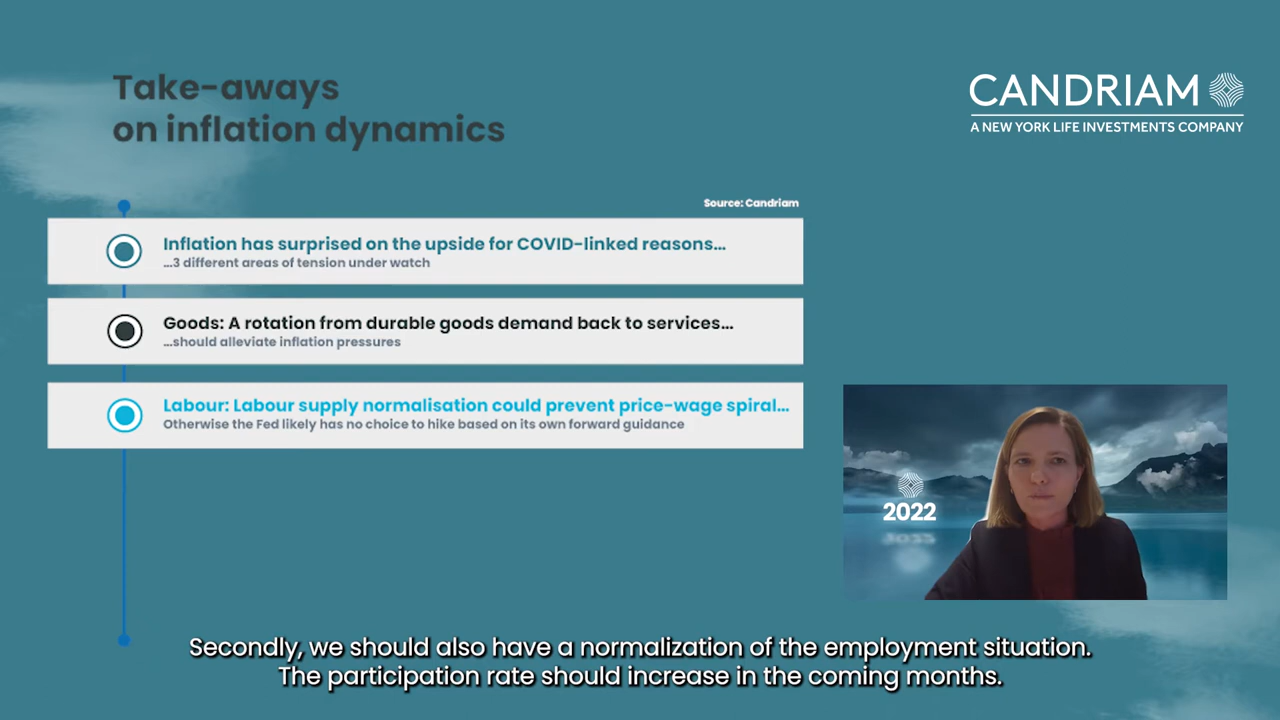 Take-aways
on inflation dynamics
CANDRIAM
A NEW YORK LIFE INVESTMENTS COMPANY
Source: Candriam
Inflation has surprised on the upside for COVID-linked reasons...
...3 different areas of tension under watch
Goods: A rotation from durable goods demand back to services...
...should alleviate inflation pressures
Labour: Labour supply normalisation could prevent price-wage spiral...
Otherwise the Fed likely has no choice to hike based on its own forward guidance
2022
Secondly, we should also have a normalization of the employment situation.
The participation rate should increase in the coming months.